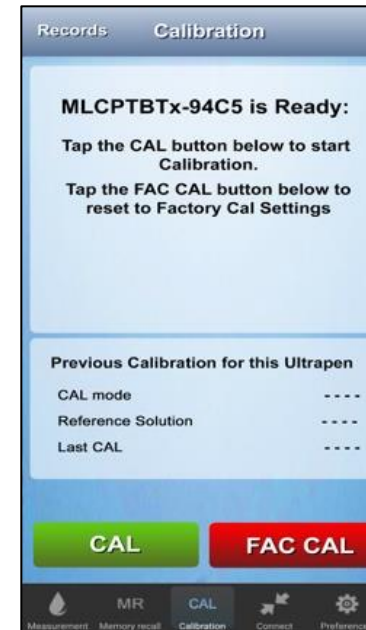 Records Calibration
MLCPTBTx-94C5 is Ready:
Tap the CAL button below to start
Calibration.
Tap the FAC CAL button below to
reset to Factory Cal Settings
Previous Calibration for this Ultrapen
CAL mode ----
Reference Solution ----
Last CAL ----
CAL FAC CAL
MR CAL
Measurement Memory recall Calibration Connect Preference